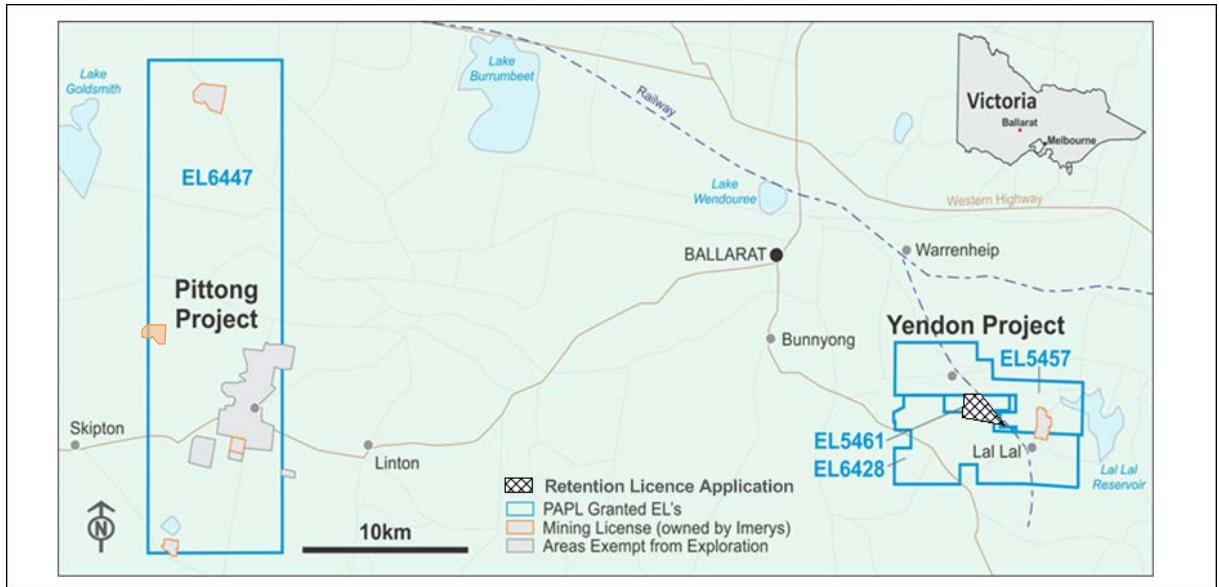 Lake
Goldsmith
Lake
Burrumbeet
Railway
Victoria
Ballarat
Melbourne
EL6447
Lake
Wendouree
Western Highway
BALLARAT
Warrenheip
Pittong
Project
Yendon Project
Bunnyong
EL5457
Skipton
Linton
EL5461
EL6428
Lal Lal
Lal Lal
Reservoir
N
10km
Retention Licence Application
PAPL Granted EL's
Mining License (owned by Imerys)
Areas Exempt from Exploration